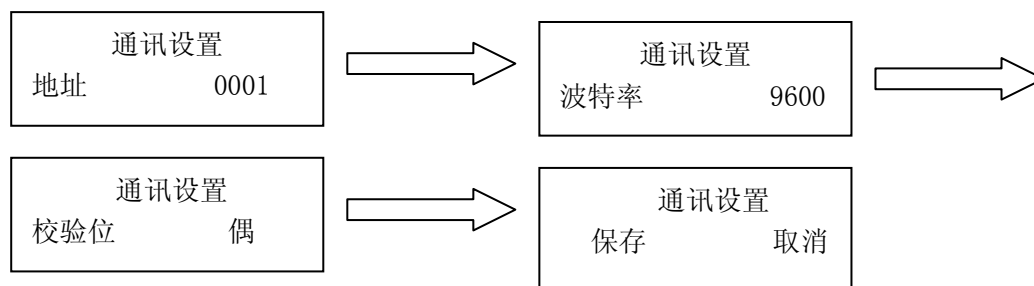 通讯设置
地址 0001
通讯设置
波特率 9600
通讯设置
校验位 偶
通讯设置
保存 取消